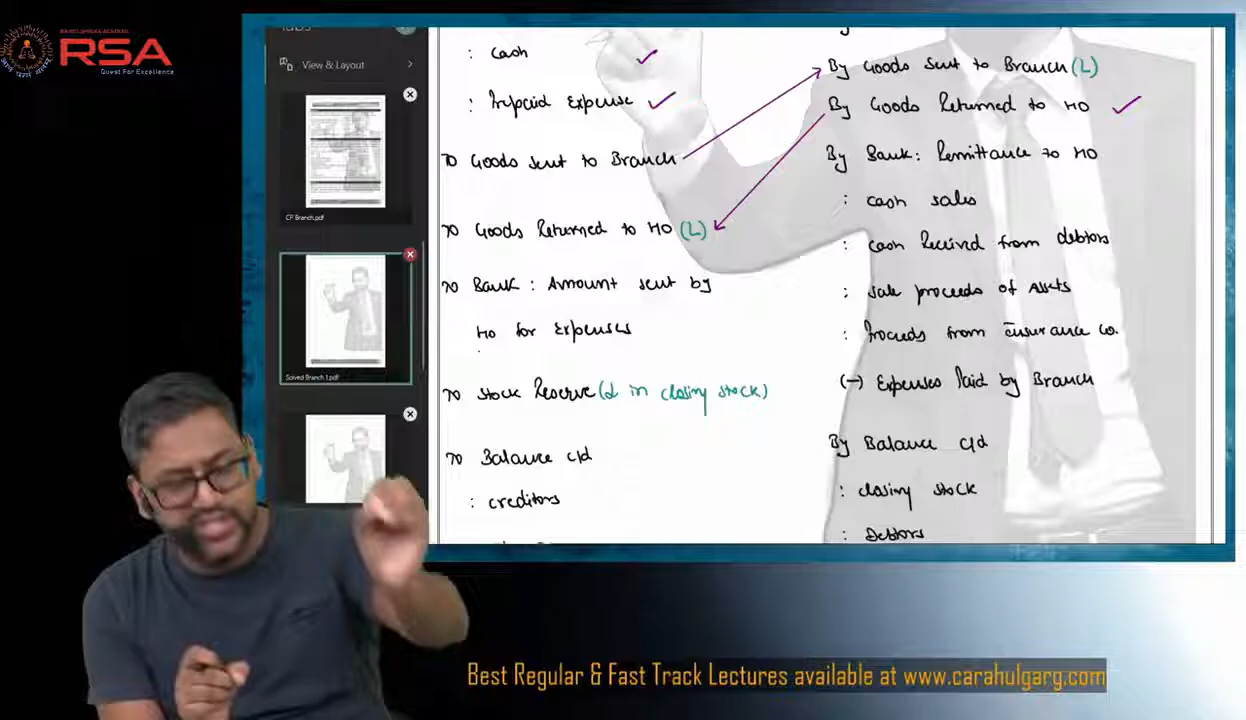 RAHUL SPECIAL ACADEMY
RSA
Quest For Excellence
Tabs
View & Layout
CP Branch.pdf
Solved Branch 1.pdf
: Cash
: Prepaid Expense
To Goods Sent to Branch
To Goods Returned to HO (L)
To Bank : Amount sent by
HO for Expenses
To Stock Reserve (L in closing stock)
To Balance c/d
: creditors
By Goods Sent to Branch (L)
By Goods Returned to HO
By Bank : Remittance to HO
: cash sales
: cash Received from debtors
: sale proceeds of Assets
: Proceeds from insurance co.
(-) Expenses Paid by Branch
By Balance c/d
: closing stock
: Debtors
Best Regular & Fast Track Lectures available at www.carahulgarg.com